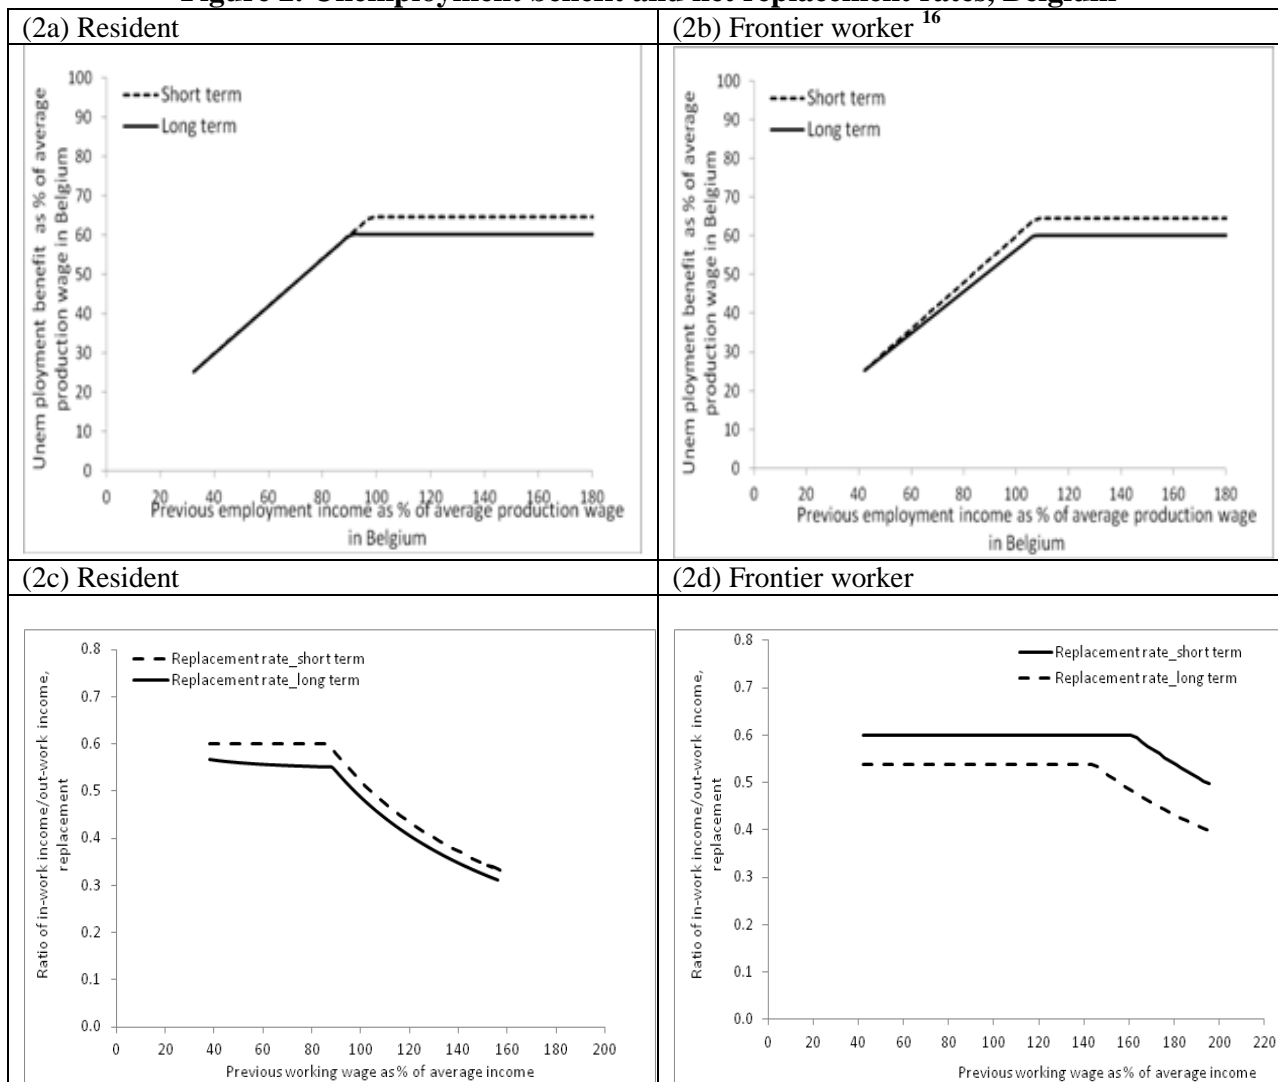 Figure 2. Unemployment benefit and net replacement rates, Belgium
(2a) Resident
Unem ployment benefit as % of average
production wage in Belgium
100
90
80
70
60
50
40
30
20
10
0
Short term
Long term
0 20 40 60 80 100 120 140 160 180
Previous employment income as % of average production wage
in Belgium
(2b) Frontier worker 16
Unem ployment benefit as % of average
production wage in Belgium
100
90
80
70
60
50
40
30
20
10
0
Short term
Long term
0 20 40 60 80 100 120 140 160 180
Previous employment income as % of average production wage
in Belgium
(2c) Resident
Ratio of in-work income/out-work income,
replacement
0.8
0.7
0.6
0.5
0.4
0.3
0.2
0.1
0.0
Replacement rate_short term
Replacement rate_long term
0 20 40 60 80 100 120 140 160 180 200
Previous working wage as% of average income
(2d) Frontier worker
Ratio of in-work income/out-work income,
replacement
0.8
0.7
0.6
0.5
0.4
0.3
0.2
0.1
0.0
Replacement rate_short term
Replacement rate_long term
0 20 40 60 80 100 120 140 160 180 200 220
Previous working wage as% of average income